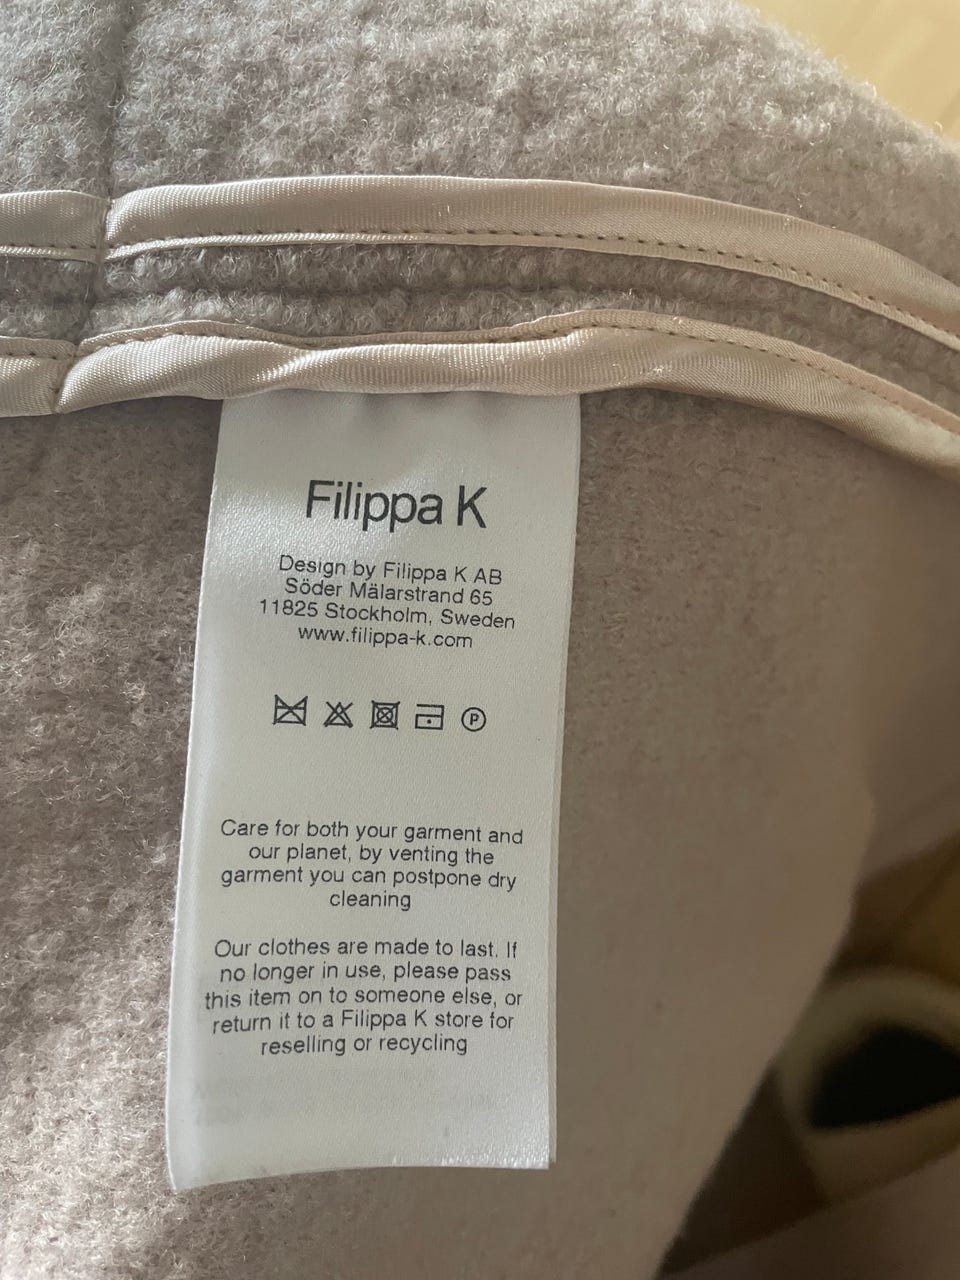 Filippa K
Design by Filippa K AB
Söder Mälarstrand 65
11825 Stockholm, Sweden
www.filippa-k.com
P
Care for both your garment and
our planet, by venting the
garment you can postpone dry
cleaning
Our clothes are made to last. If
no longer in use, please pass
this item on to someone else, or
return it to a Filippa K store for
reselling or recycling